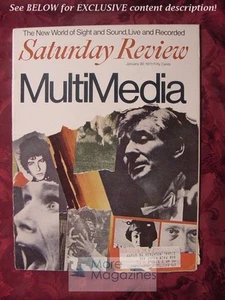 See BELOW for EXCLUSIVE content description!
The New World of Sight and Sound, Live and Recorded
Saturday Review
MultiMedia
More
Magazines